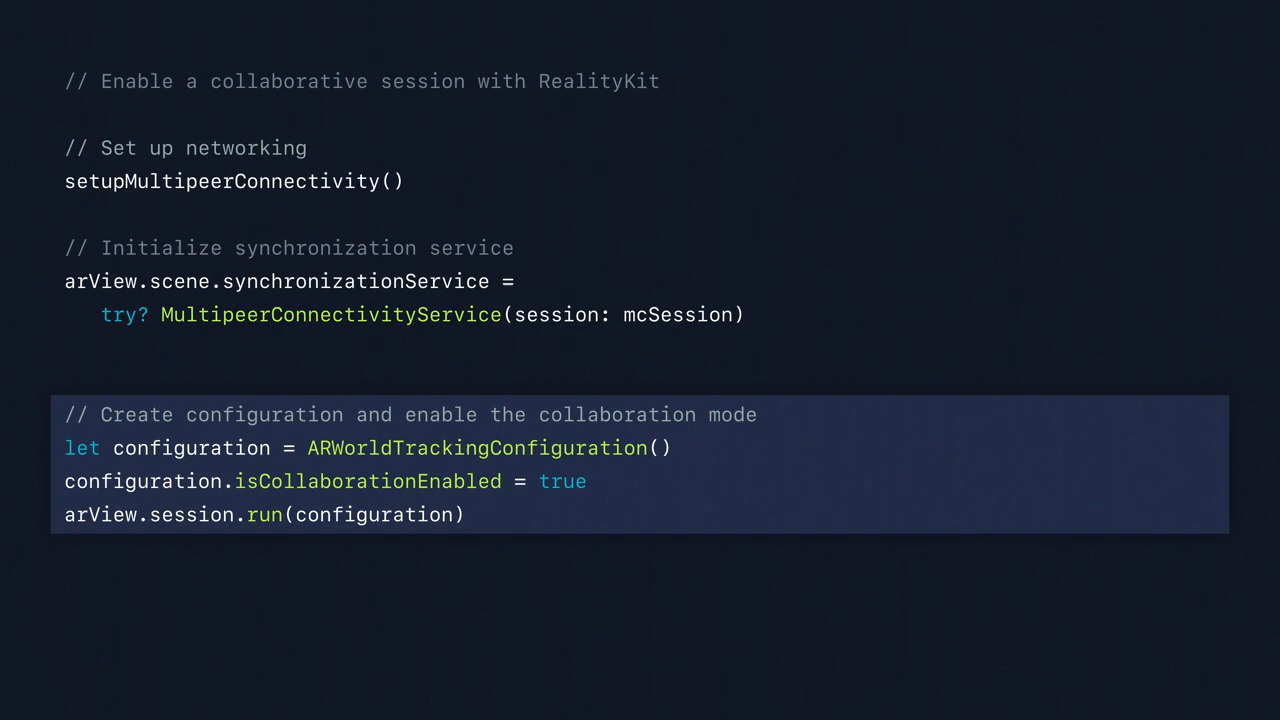 // Enable a collaborative session with RealityKit
// Set up networking
setupMultipeerConnectivity()
// Initialize synchronization service
arView.scene.synchronizationService =
try? MultipeerConnectivityService(session: mcSession)
// Create configuration and enable the collaboration mode
let configuration = ARWorldTrackingConfiguration()
configuration.isCollaborationEnabled = true
arView.session.run(configuration)